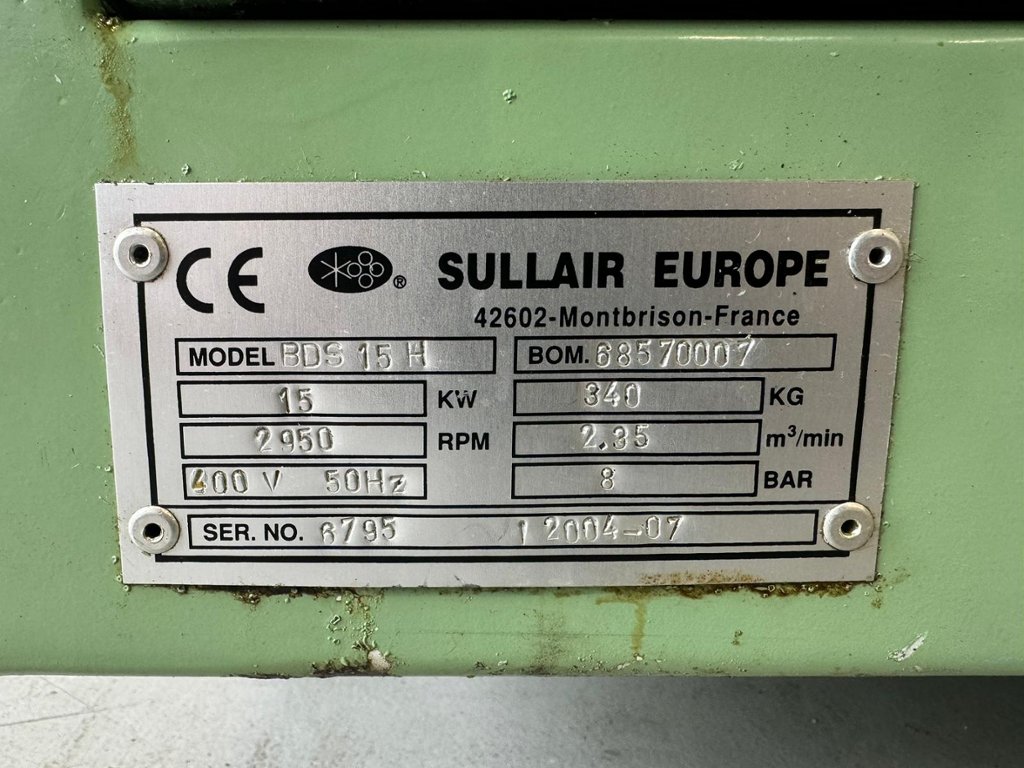 CE ® SULLAIR EUROPE
42602-Montbrison-France
MODEL BDS 15 H BOM. 68570007
15 KW 340 KG
2950 RPM 2.35 m³/min
400 V 50Hz 8 BAR
SER. NO. 6795 / 2004-07